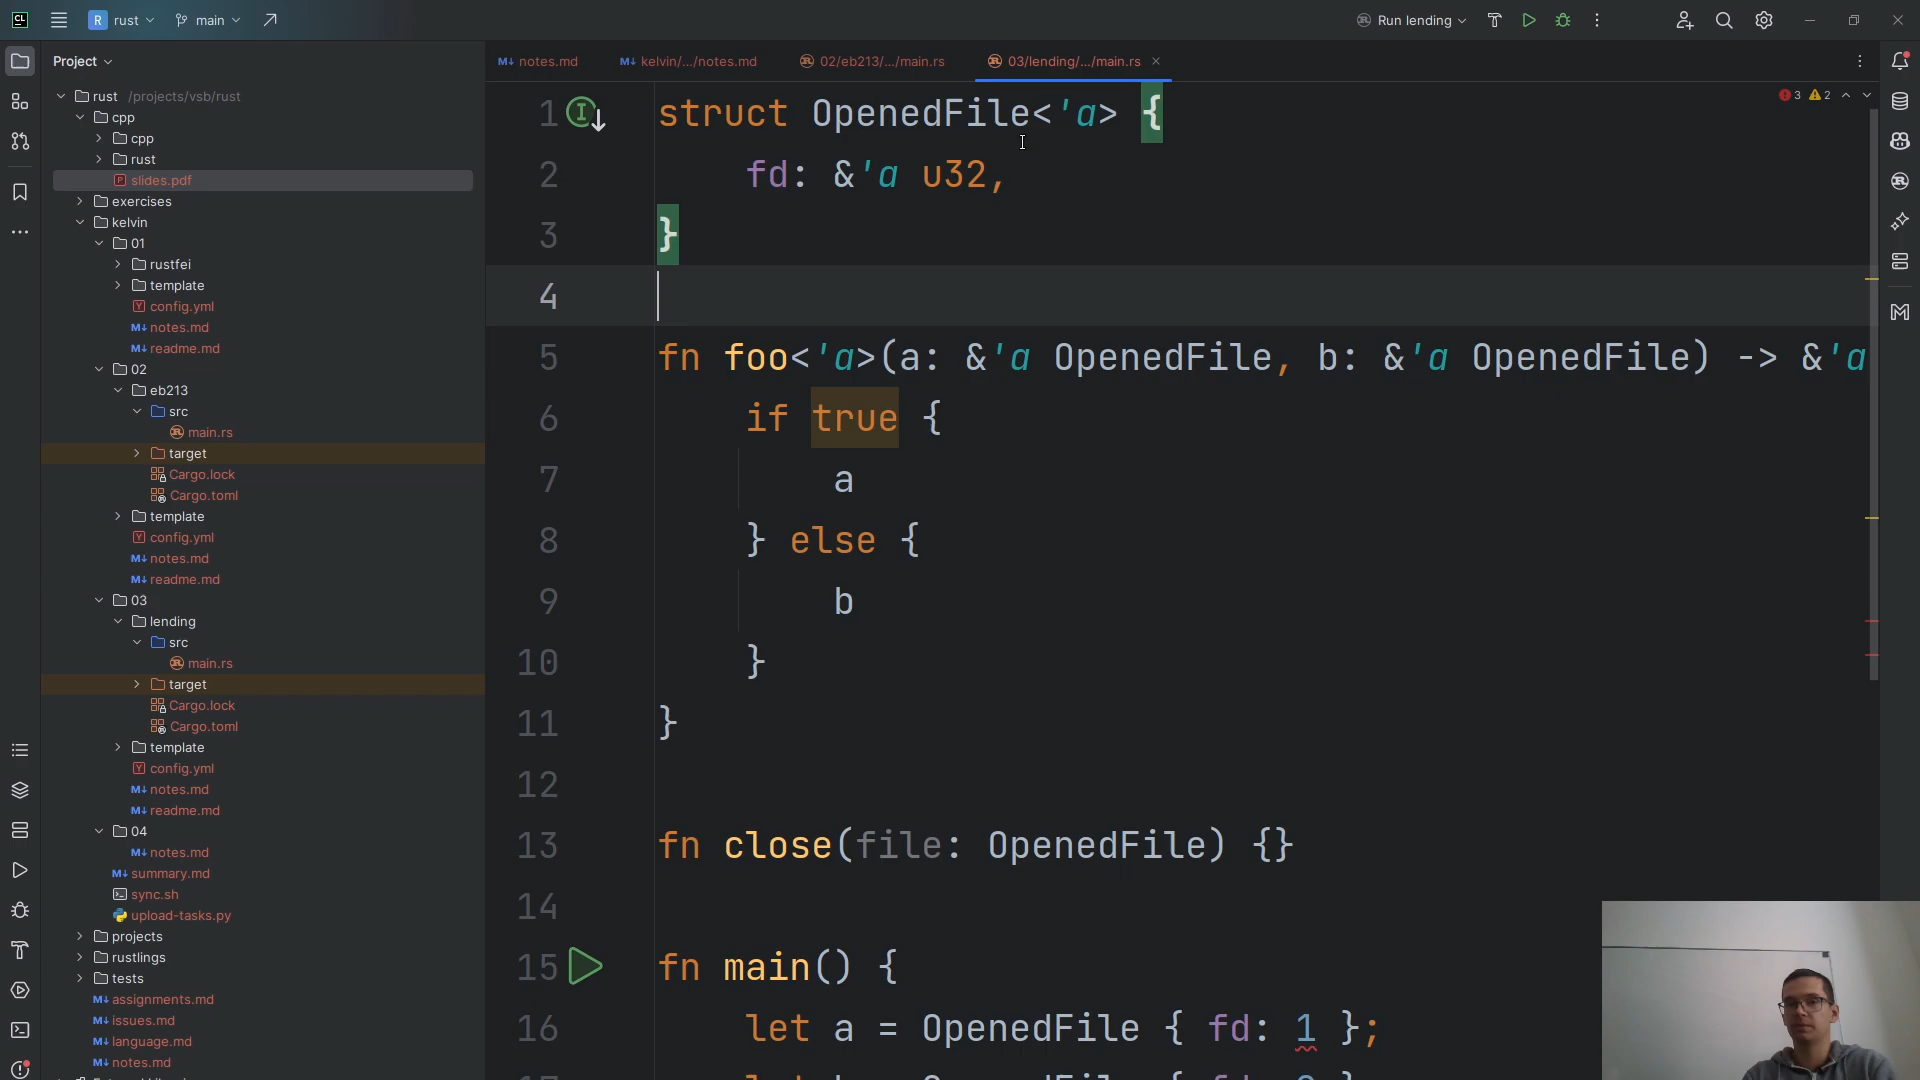 CL
R rust
main
Run lending
Project
notes.md
kelvin/.../notes.md
02/eb213/.../main.rs
03/lending/.../main.rs
rust /projects/vsb/rust
cpp
cpp
rust
slides.pdf
exercises
kelvin
01
rustfei
template
config.yml
notes.md
readme.md
02
eb213
src
main.rs
target
Cargo.lock
Cargo.toml
template
config.yml
notes.md
readme.md
03
lending
src
main.rs
target
Cargo.lock
Cargo.toml
template
config.yml
notes.md
readme.md
04
notes.md
summary.md
sync.sh
upload-tasks.py
projects
rustlings
tests
assignments.md
issues.md
language.md
notes.md
3 2
1 struct OpenedFile<'a> {
2 fd: &'a u32,
3 }
4
5 fn foo<'a>(a: &'a OpenedFile, b: &'a OpenedFile) -> &'a
6 if true {
7 a
8 } else {
9 b
10 }
11 }
12
13 fn close(file: OpenedFile) {}
14
15 fn main() {
16 let a = OpenedFile { fd: 1 };